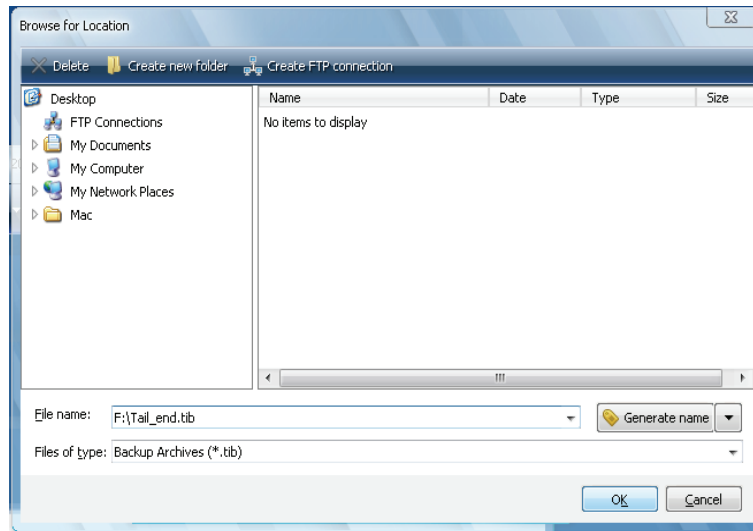 Browse for Location
Delete Create new folder Create FTP connection
Desktop
FTP Connections
My Documents
My Computer
My Network Places
Mac
Name Date Type Size
No items to display
File name: F:\Tail_end.tib Generate name
Files of type: Backup Archives (*.tib)
OK Cancel